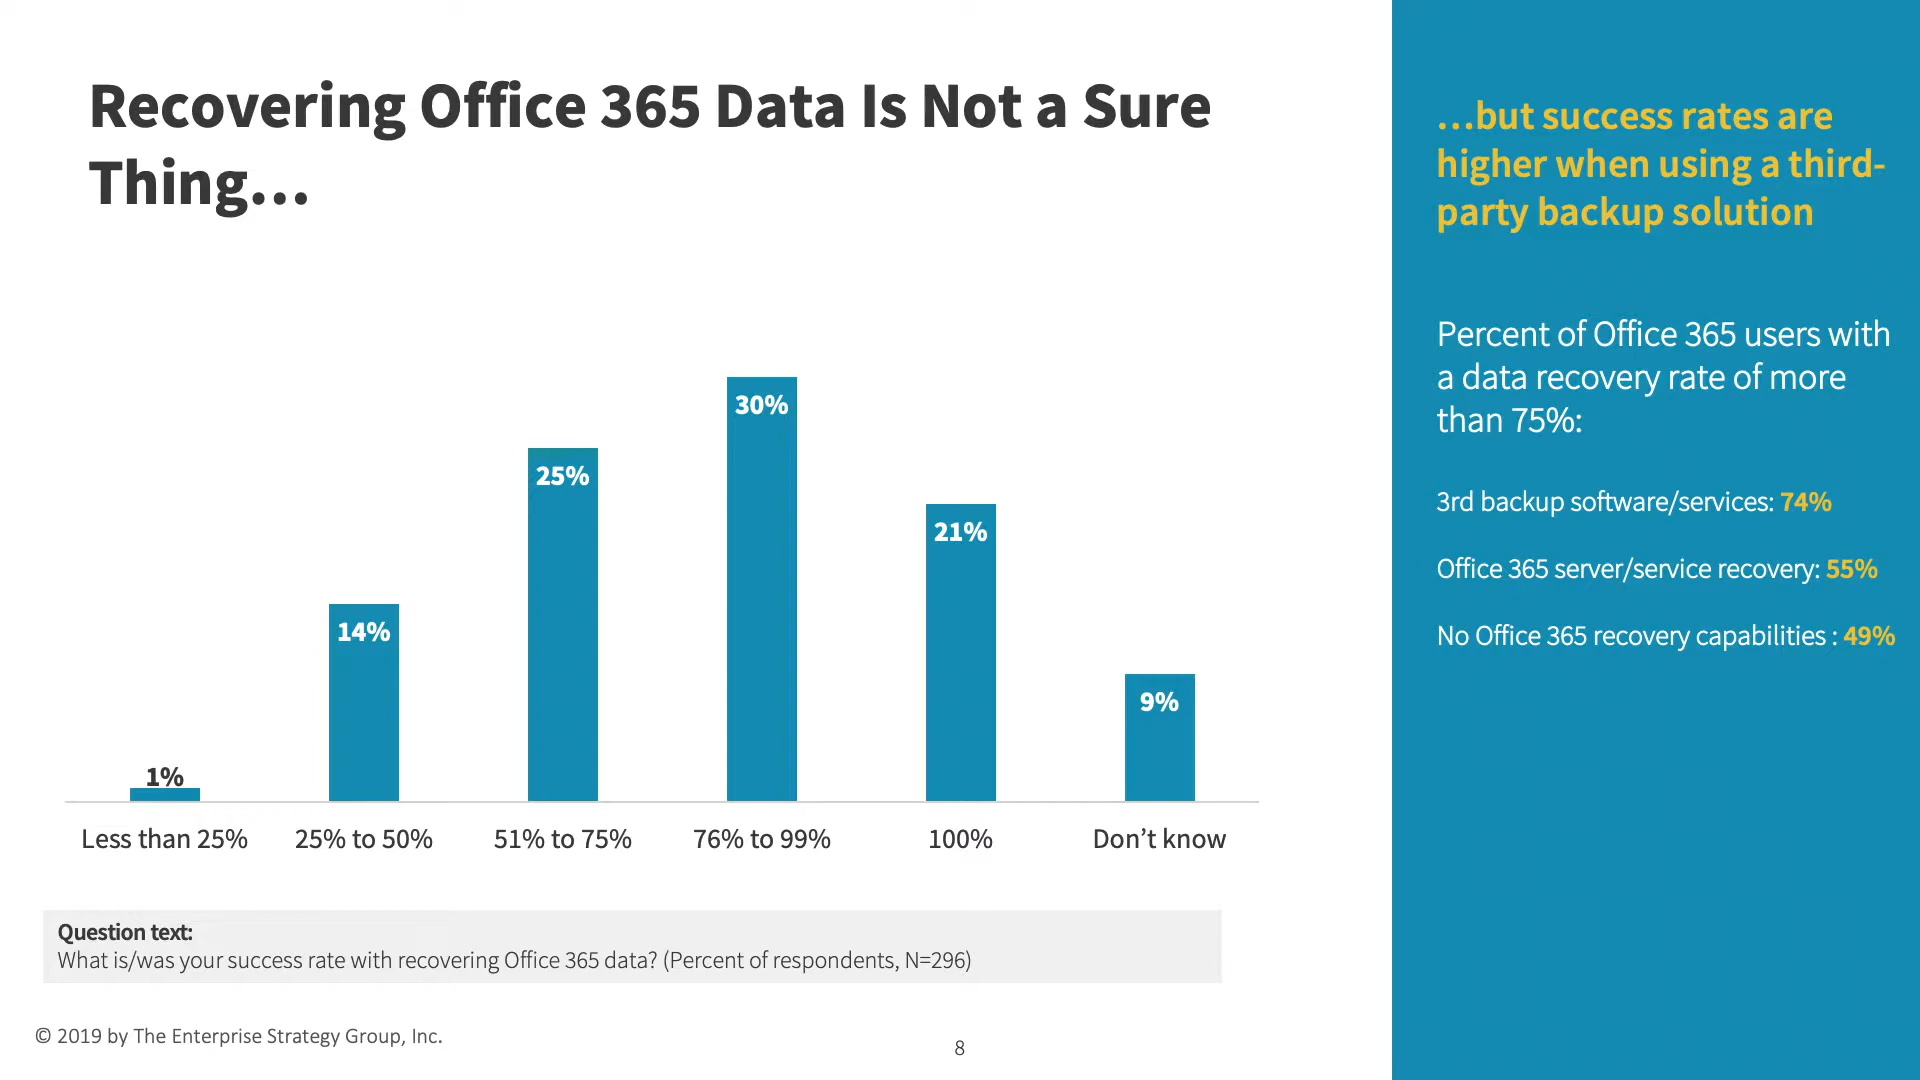 Recovering Office 365 Data Is Not a Sure
Thing…
30%
25%
21%
14%
9%
1%
Less than 25%
25% to 50%
51% to 75%
76% to 99%
100%
Don’t know
Question text:
What is/was your success rate with recovering Office 365 data? (Percent of respondents, N=296)
© 2019 by The Enterprise Strategy Group, Inc.
8
…but success rates are
higher when using a third-
party backup solution
Percent of Office 365 users with
a data recovery rate of more
than 75%:
3rd backup software/services: 74%
Office 365 server/service recovery: 55%
No Office 365 recovery capabilities : 49%